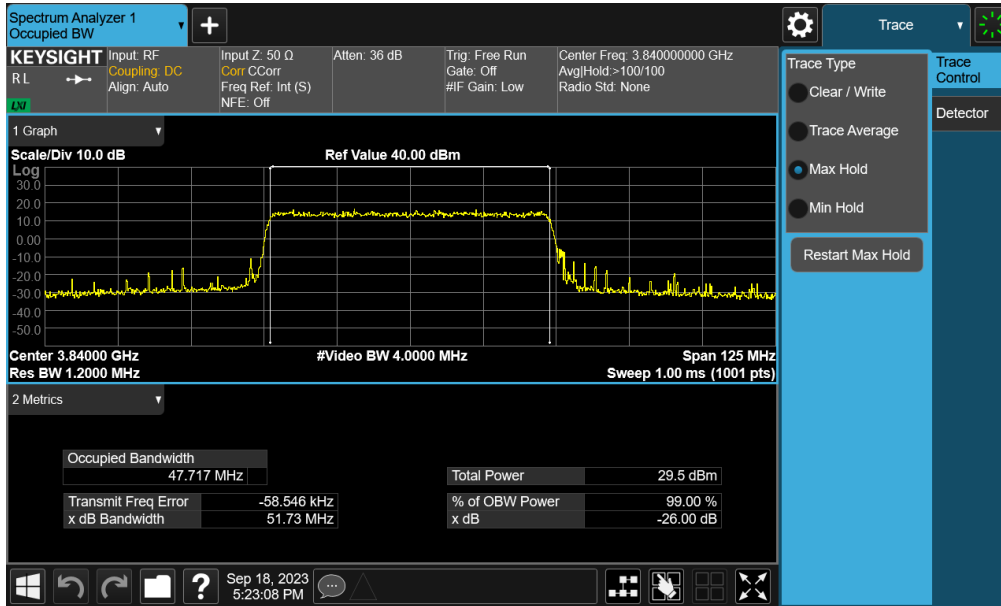 Spectrum Analyzer 1
Occupied BW
+
Trace
KEYSIGHT
R L
LXI
Input: RF
Coupling: DC
Align: Auto
Input Z: 50 Ω
Corr CCorr
Freq Ref: Int (S)
NFE: Off
Atten: 36 dB
Trig: Free Run
Gate: Off
#IF Gain: Low
Center Freq: 3.840000000 GHz
Avg|Hold:>100/100
Radio Std: None
Trace Type
Clear / Write
Trace Average
Max Hold
Min Hold
Restart Max Hold
Trace
Control
Detector
1 Graph
Scale/Div 10.0 dB
Ref Value 40.00 dBm
Log
30.0
20.0
10.0
0.00
-10.0
-20.0
-30.0
-40.0
-50.0
Center 3.84000 GHz
#Video BW 4.0000 MHz
Span 125 MHz
Res BW 1.2000 MHz
Sweep 1.00 ms (1001 pts)
2 Metrics
Occupied Bandwidth
47.717 MHz
Total Power 29.5 dBm
Transmit Freq Error -58.546 kHz
% of OBW Power 99.00 %
x dB Bandwidth 51.73 MHz
x dB -26.00 dB
?
Sep 18, 2023
5:23:08 PM